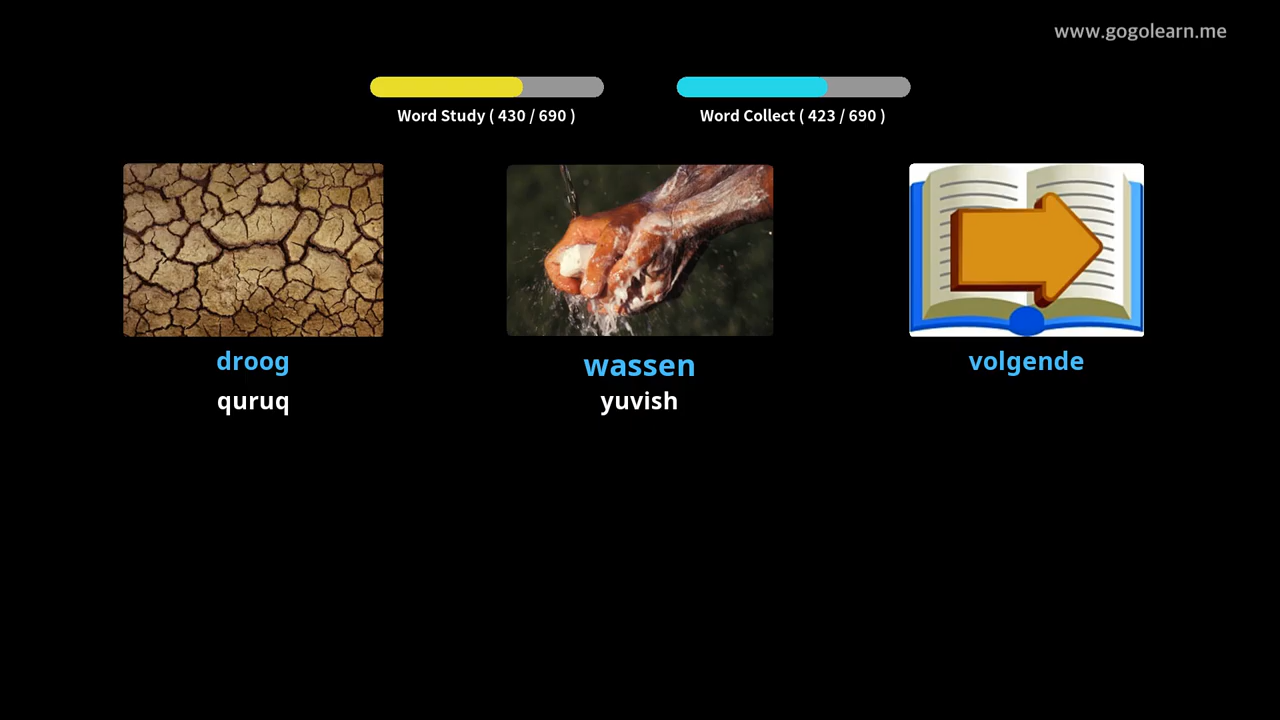 www.gogolearn.me
Word Study ( 430 / 690 )
Word Collect ( 423 / 690 )
droog
wassen
volgende
quruq
yuvish